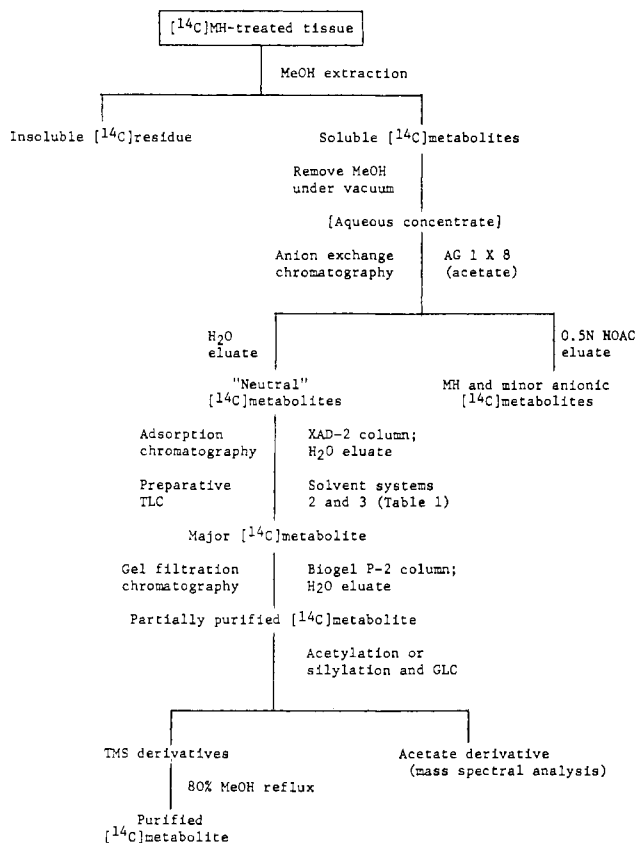 [14C]MH-treated tissue
MeOH extraction
Insoluble [14C]residue
Soluble [14C]metabolites
Remove MeOH
under vacuum
[Aqueous concentrate]
Anion exchange
chromatography
AG 1 X 8
(acetate)
H2O
eluate
0.5N HOAC
eluate
"Neutral"
[14C]metabolites
MH and minor anionic
[14C]metabolites
Adsorption
chromatography
XAD-2 column;
H2O eluate
Preparative
TLC
Solvent systems
2 and 3 (Table 1)
Major [14C]metabolite
Gel filtration
chromatography
Biogel P-2 column;
H2O eluate
Partially purified [14C]metabolite
Acetylation or
silylation and GLC
TMS derivatives
Acetate derivative
(mass spectral analysis)
80% MeOH reflux
Purified
[14C]metabolite